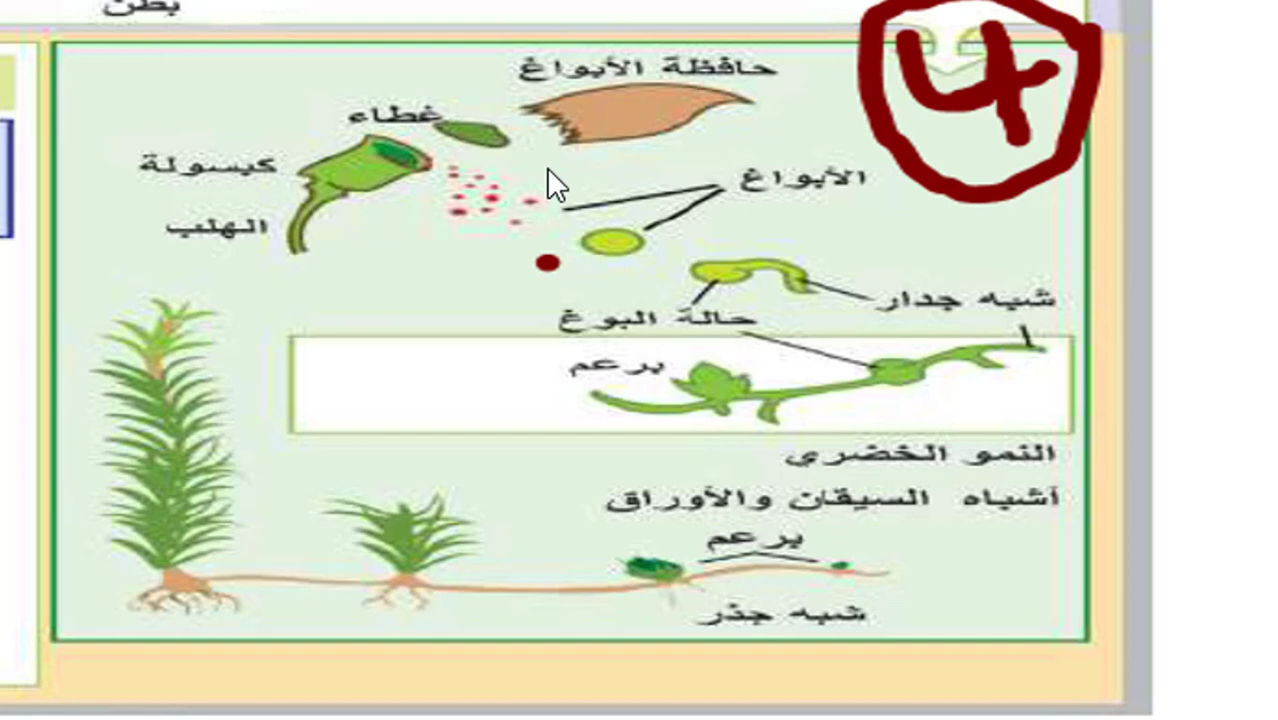 بطن
4
حافظة الأبواغ
غطاء
كبسولة
الأبواغ
الهلب
شبه جدار
حالة البوغ
برعم
النمو الخضري
أشباه السيقان والأوراق
برعم
شبه جذر